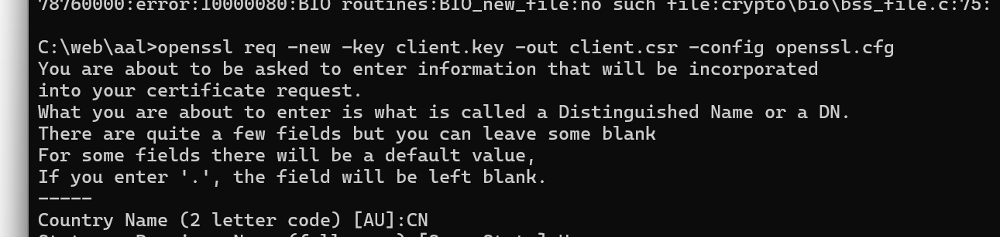 78760000:error:10000080:BIO routines:BIO_new_file:no such file:crypto\bio\bss_file.c:75:
C:\web\aal>openssl req -new -key client.key -out client.csr -config openssl.cfg
You are about to be asked to enter information that will be incorporated
into your certificate request.
What you are about to enter is what is called a Distinguished Name or a DN.
There are quite a few fields but you can leave some blank
For some fields there will be a default value,
If you enter '.', the field will be left blank.
-----
Country Name (2 letter code) [AU]:CN